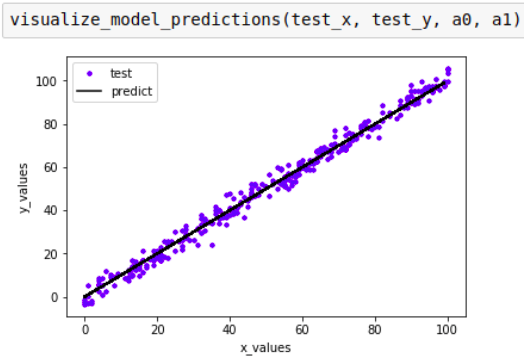 visualize_model_predictions(test_x, test_y, a0, a1)
test
predict
100
80
60
40
20
0
y_values
0 20 40 60 80 100
x_values